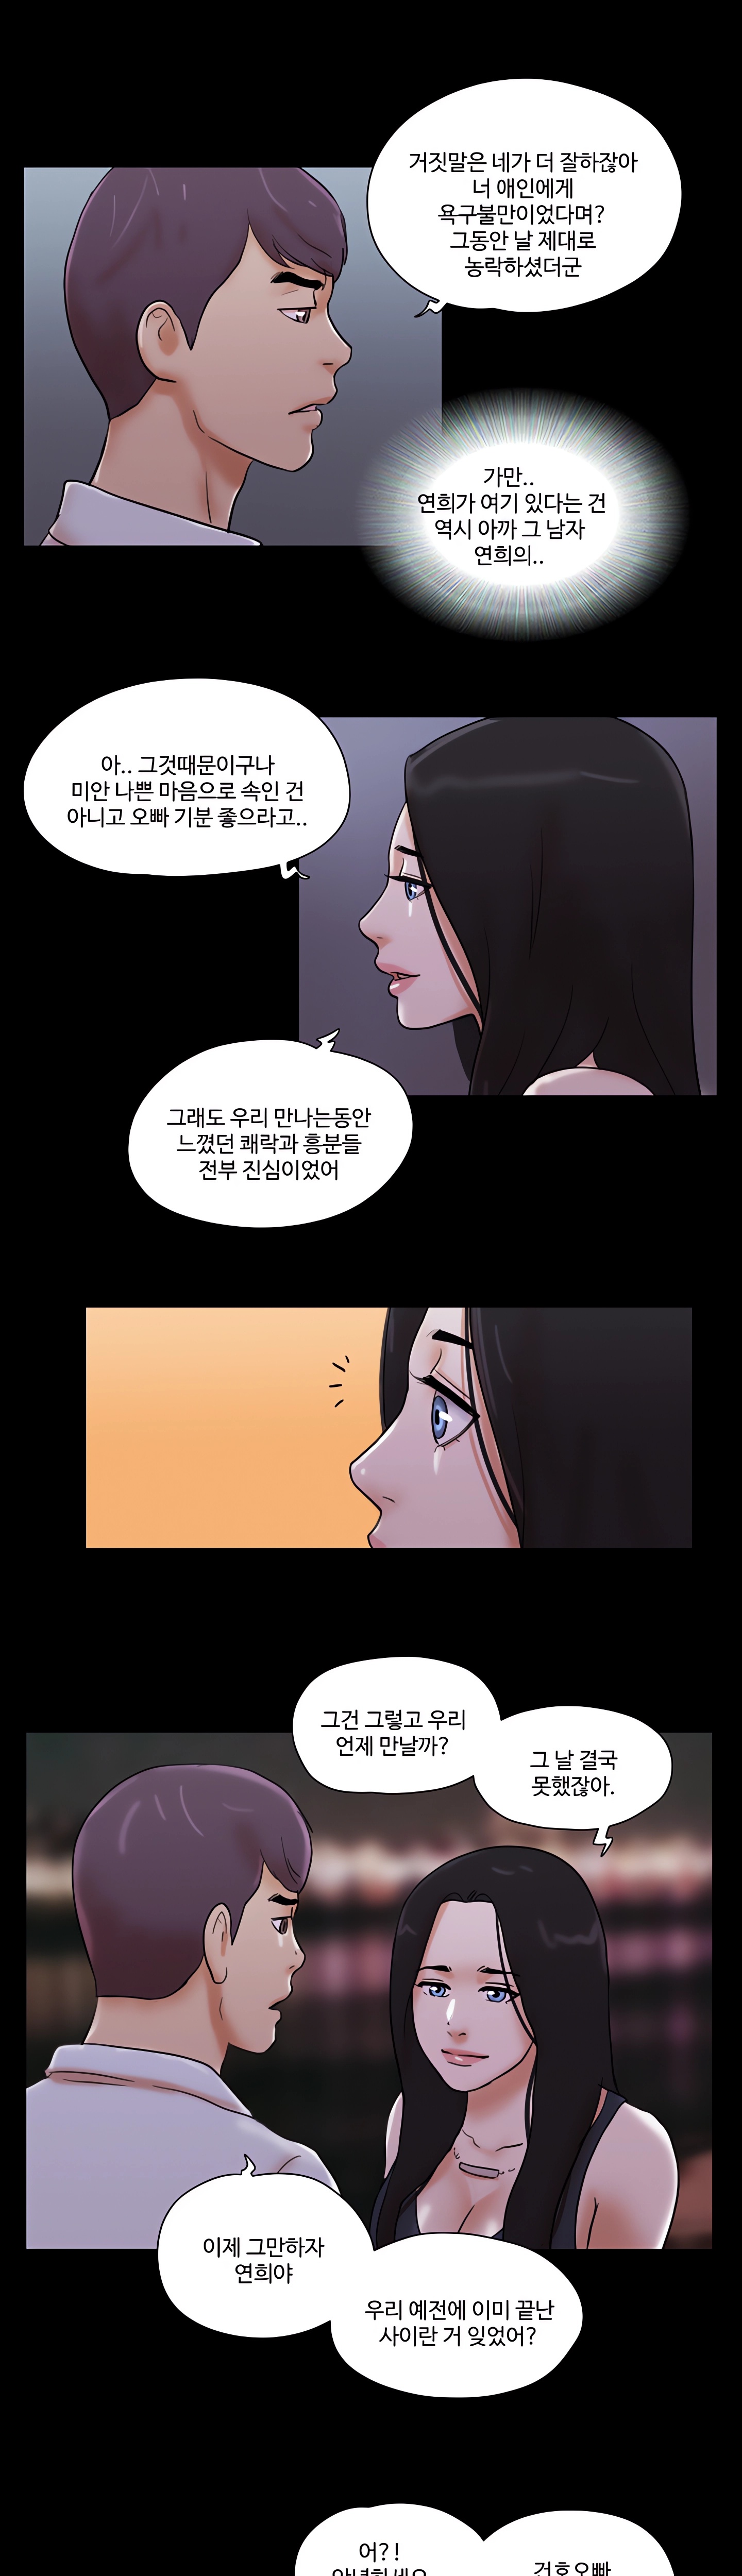 거짓말은 네가 더 잘하잖아
너 애인에게
욕구불만이었다며?
그동안 날 제대로
농락하셨더군
가만..
연희가 여기 있다는 건
역시 아까 그 남자
연희의..
아.. 그것때문이구나
미안 나쁜 마음으로 속인 건
아니고 오빠 기분 좋으라고..
그래도 우리 만나는동안
느꼈던 쾌락과 흥분들
전부 진심이었어
그건 그렇고 우리
언제 만날까?
그 날 결국
못했잖아.
이제 그만하자
연희야
우리 예전에 이미 끝난
사이란 거 잊었어?
어?!